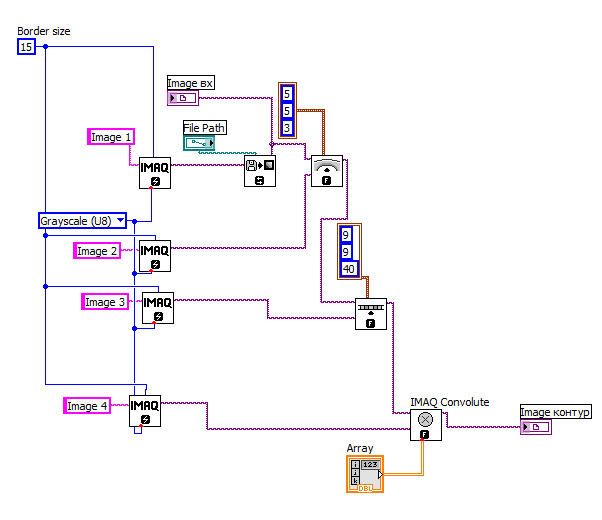 Border size
15
Image вх
5
5
3
File Path
Image 1
IMAQ
Grayscale (U8)
Image 2
IMAQ
9
9
40
Image 3
IMAQ
F
F
Image 4
IMAQ
IMAQ Convolute
Image контур
F
Array
i
j
k
123
DBL